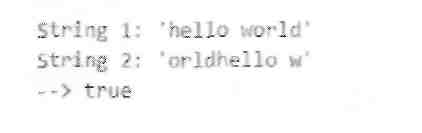 String 1: 'hello world'
String 2: 'orldhello w'
--> true